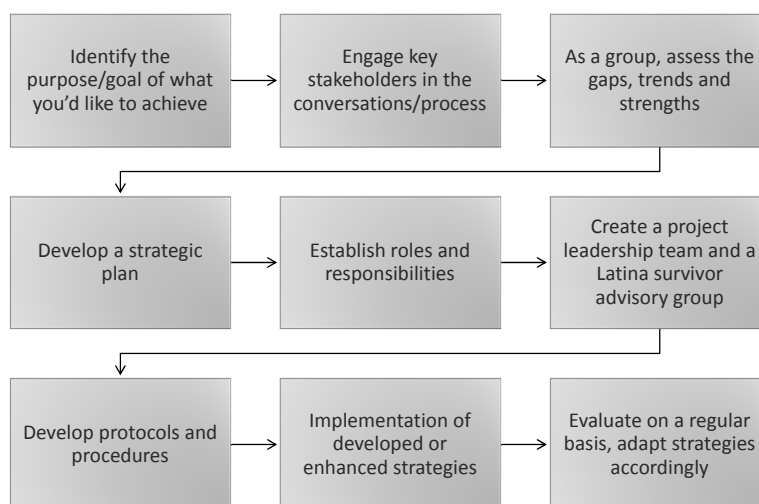 Identify the
purpose/goal of what
you'd like to achieve
Engage key
stakeholders in the
conversations/process
As a group, assess the
gaps, trends and
strengths
Develop a strategic
plan
Establish roles and
responsibilities
Create a project
leadership team and a
Latina survivor
advisory group
Develop protocols and
procedures
Implementation of
developed or
enhanced strategies
Evaluate on a regular
basis, adapt strategies
accordingly